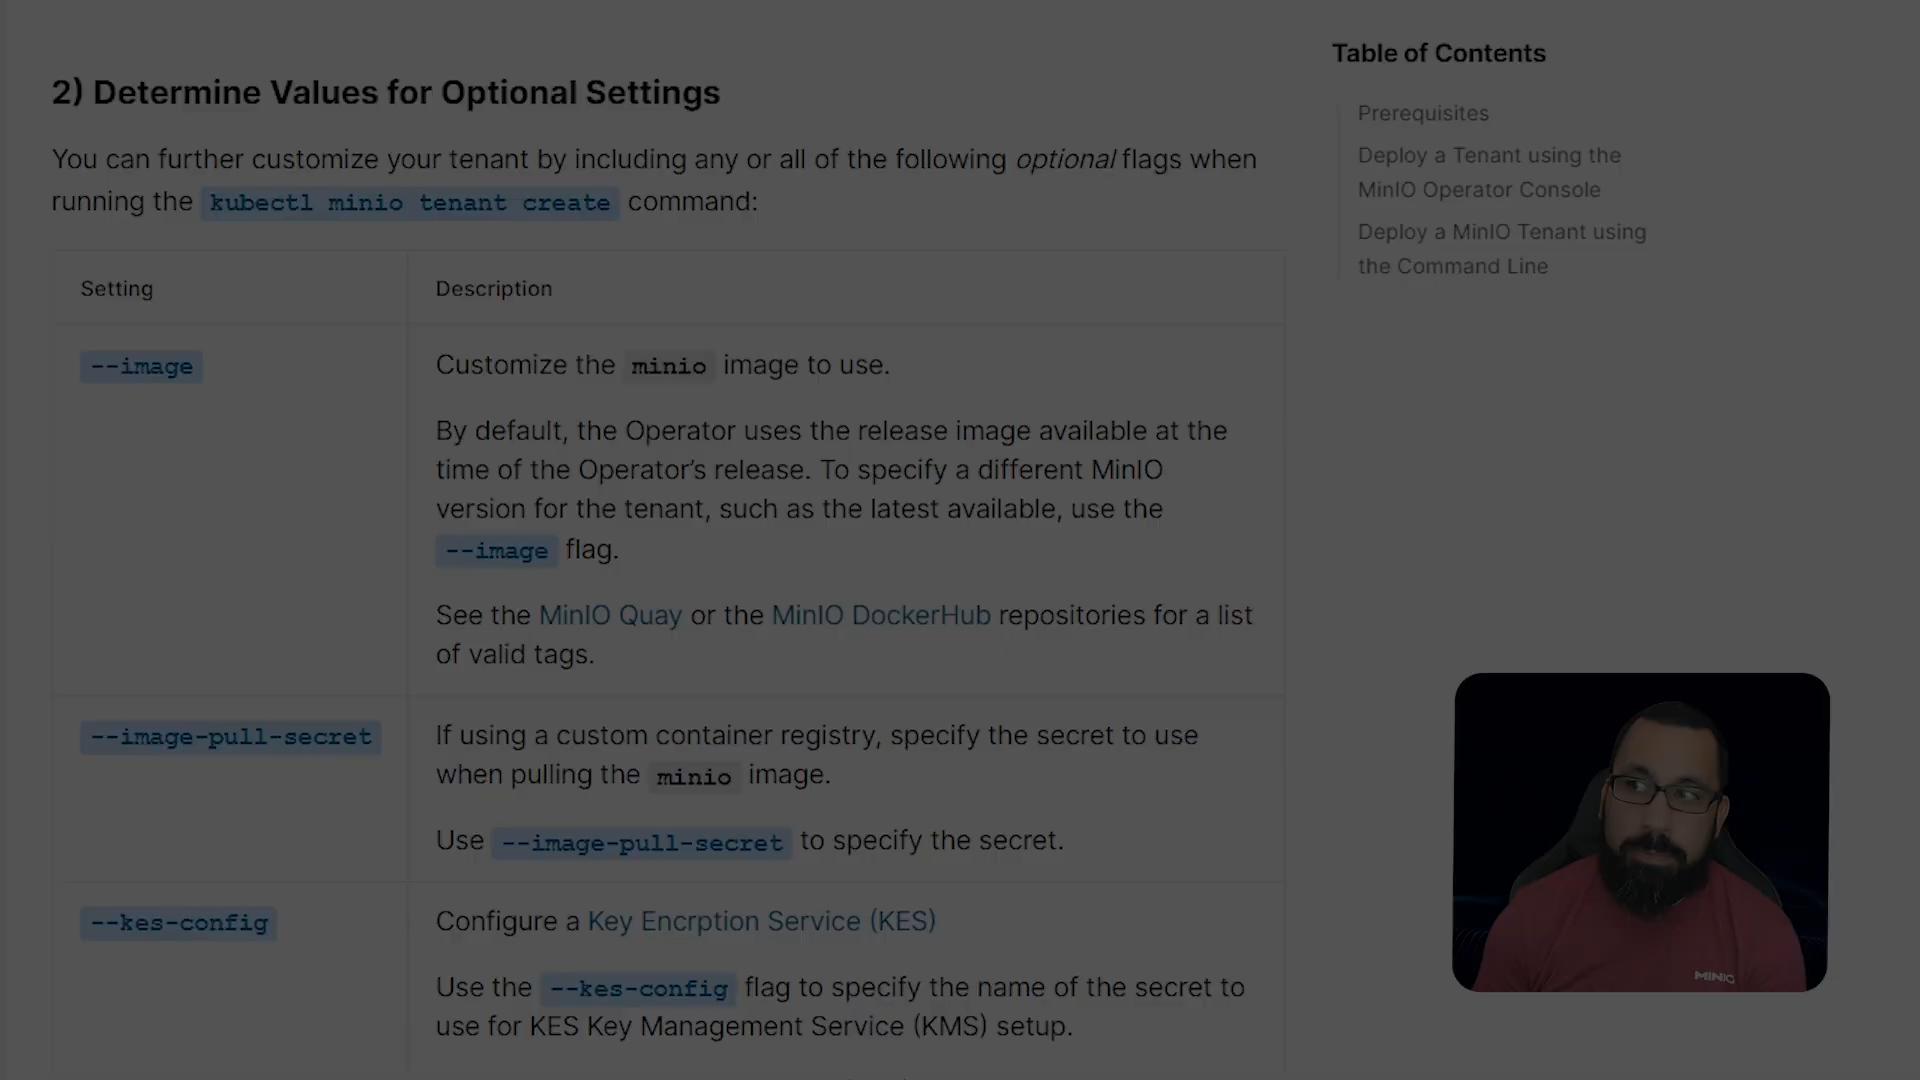 2) Determine Values for Optional Settings
You can further customize your tenant by including any or all of the following optional flags when
running the kubectl minio tenant create command:
Setting
Description
--image
Customize the minio image to use.
By default, the Operator uses the release image available at the
time of the Operator’s release. To specify a different MinIO
version for the tenant, such as the latest available, use the
--image flag.
See the MinIO Quay or the MinIO DockerHub repositories for a list
of valid tags.
--image-pull-secret
If using a custom container registry, specify the secret to use
when pulling the minio image.
Use --image-pull-secret to specify the secret.
--kes-config
Configure a Key Encrption Service (KES)
Use the --kes-config flag to specify the name of the secret to
use for KES Key Management Service (KMS) setup.
Table of Contents
Prerequisites
Deploy a Tenant using the
MinIO Operator Console
Deploy a MinIO Tenant using
the Command Line
MINIO